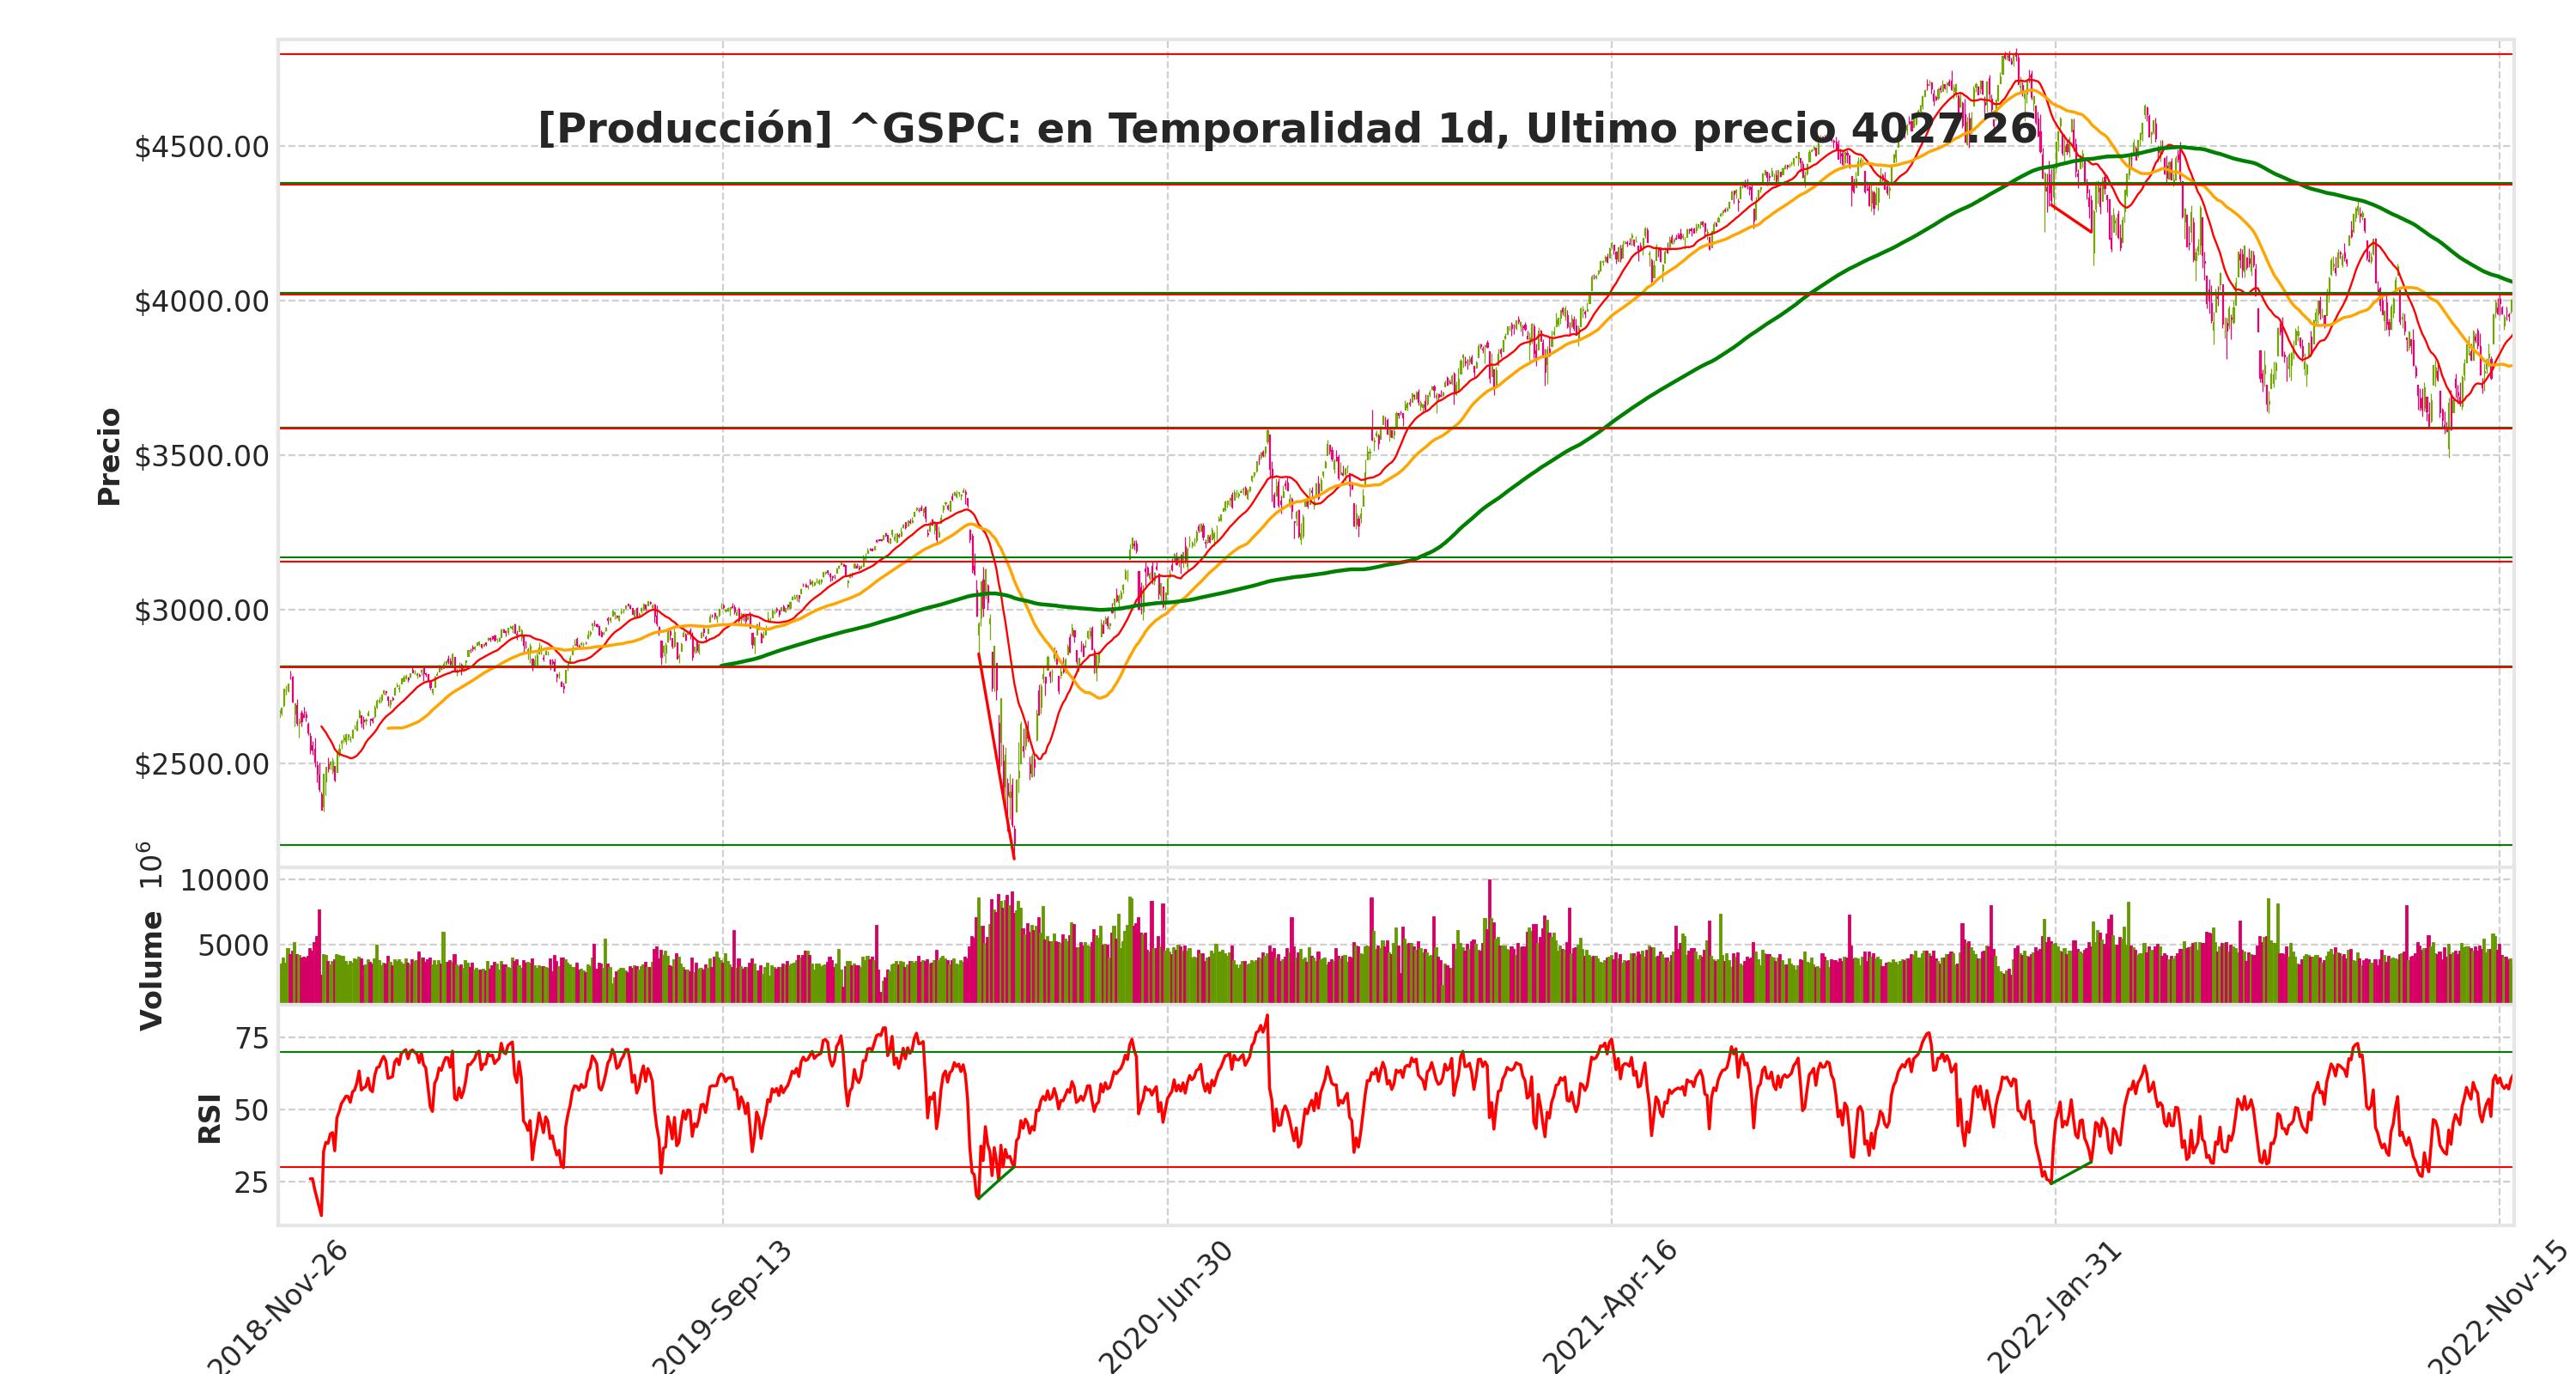 [Producción] ^GSPC: en Temporalidad 1d, Ultimo precio 4027.26
Precio
$4500.00
$4000.00
$3500.00
$3000.00
$2500.00
Volume 10⁶
10000
5000
RSI
75
50
25
2018-Nov-26
2019-Sep-13
2020-Jun-30
2021-Apr-16
2022-Jan-31
2022-Nov-15